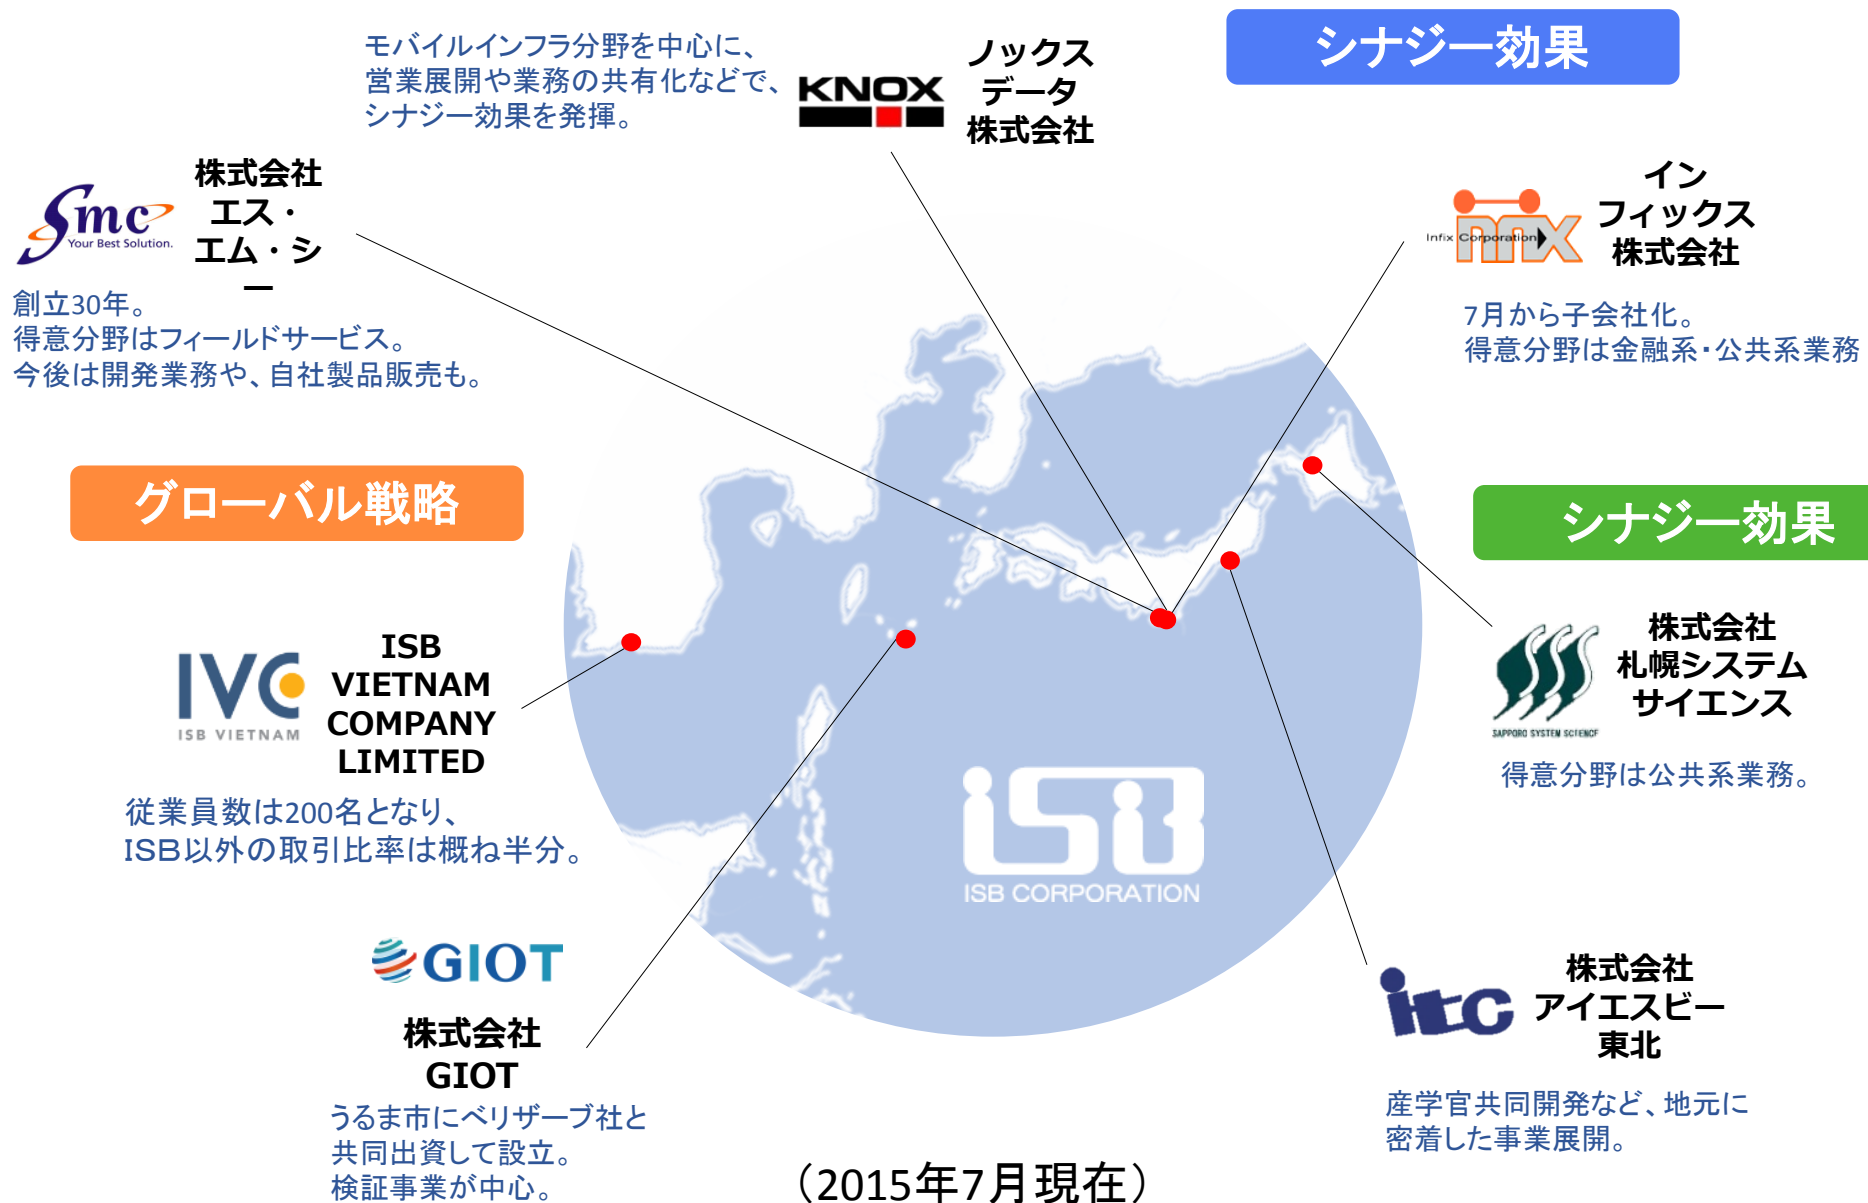 シナジー効果
モバイルインフラ分野を中心に、
営業展開や業務の共有化などで、
シナジー効果を発揮。
KNOX
ノックス
データ
株式会社
Smc
Your Best Solution.
株式会社
エス・
エム・シ
ー
創立30年。
得意分野はフィールドサービス。
今後は開発業務や、自社製品販売も。
Infix Corporation
イン
フィックス
株式会社
7月から子会社化。
得意分野は金融系・公共系業務
グローバル戦略
シナジー効果
IVC
ISB VIETNAM
ISB
VIETNAM
COMPANY
LIMITED
従業員数は200名となり、
ISB以外の取引比率は概ね半分。
SAPPORO SYSTEM SCIENCE
株式会社
札幌システム
サイエンス
得意分野は公共系業務。
iSB
ISB CORPORATION
GIOT
株式会社
GIOT
うるま市にベリザーブ社と
共同出資して設立。
検証事業が中心。
itc
株式会社
アイエスビー
東北
産学官共同開発など、地元に
密着した事業展開。
（2015年7月現在）